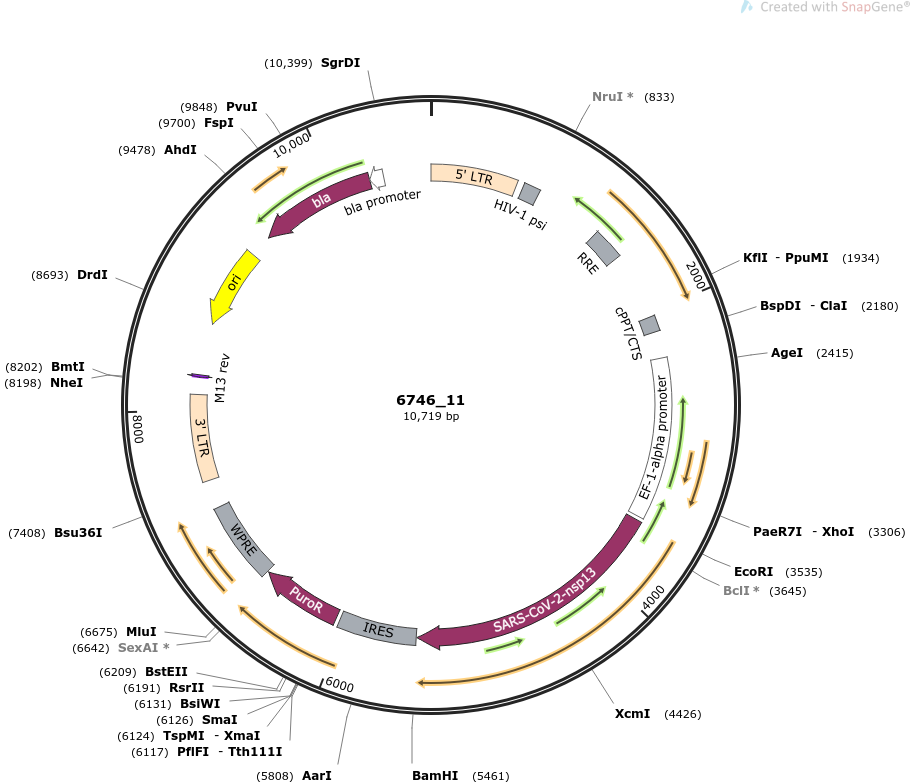 Created with SnapGene®
(10,399) SgrDI
(9848) PvuI
(9700) FspI
(9478) AhdI
10,000
NruI * (833)
bla
bla promoter
5' LTR
HIV-1 psi
RRE
KflI - PpuMI (1934)
2000
(8693) DrdI
ori
BspDI - ClaI (2180)
cPPT/CTS
AgeI (2415)
(8202) BmtI
(8198) NheI
M13 rev
6746_11
10,719 bp
EF-1-alpha promoter
8000
3' LTR
(7408) Bsu36I
WPRE
PaeR7I - XhoI (3306)
EcoRI (3535)
BclI * (3645)
4000
SARS-CoV-2-nsp13
PuroR
IRES
(6675) MluI
(6642) SexAI *
(6209) BstEII
(6191) RsrII
(6131) BsiWI
(6126) SmaI
(6124) TspMI - XmaI
(6117) PflFI - Tth111I
6000
XcmI (4426)
(5808) AarI
BamHI (5461)